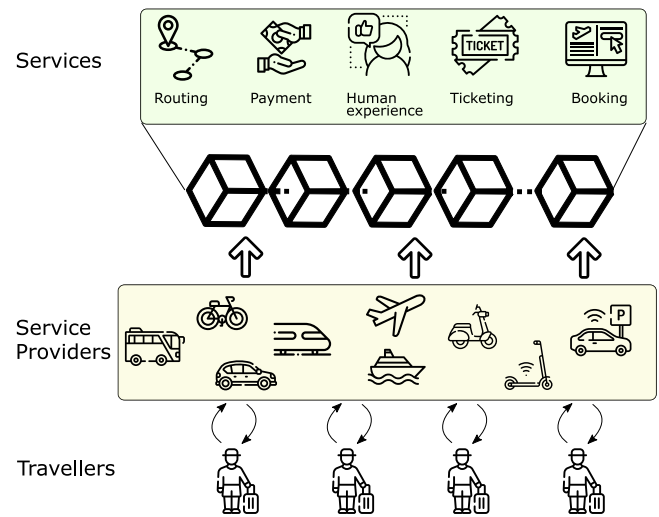 Services
TICKET
Routing
Payment
Human
experience
Ticketing
Booking
P
Service
Providers
Travellers